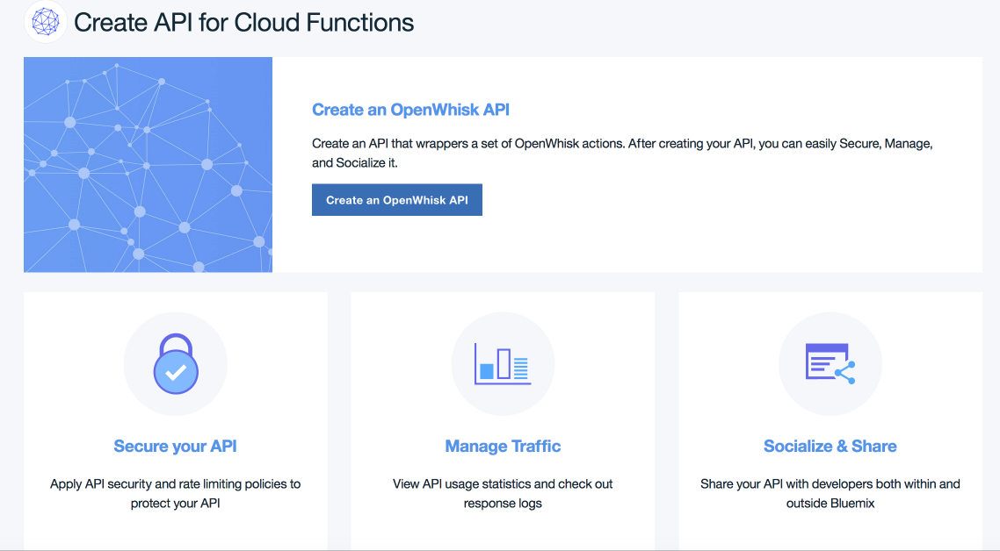 Create API for Cloud Functions
Create an OpenWhisk API
Create an API that wrappers a set of OpenWhisk actions. After creating your API, you can easily Secure, Manage,
and Socialize it.
Create an OpenWhisk API
Secure your API
Manage Traffic
Socialize & Share
Apply API security and rate limiting policies to
protect your API
View API usage statistics and check out
response logs
Share your API with developers both within and
outside Bluemix